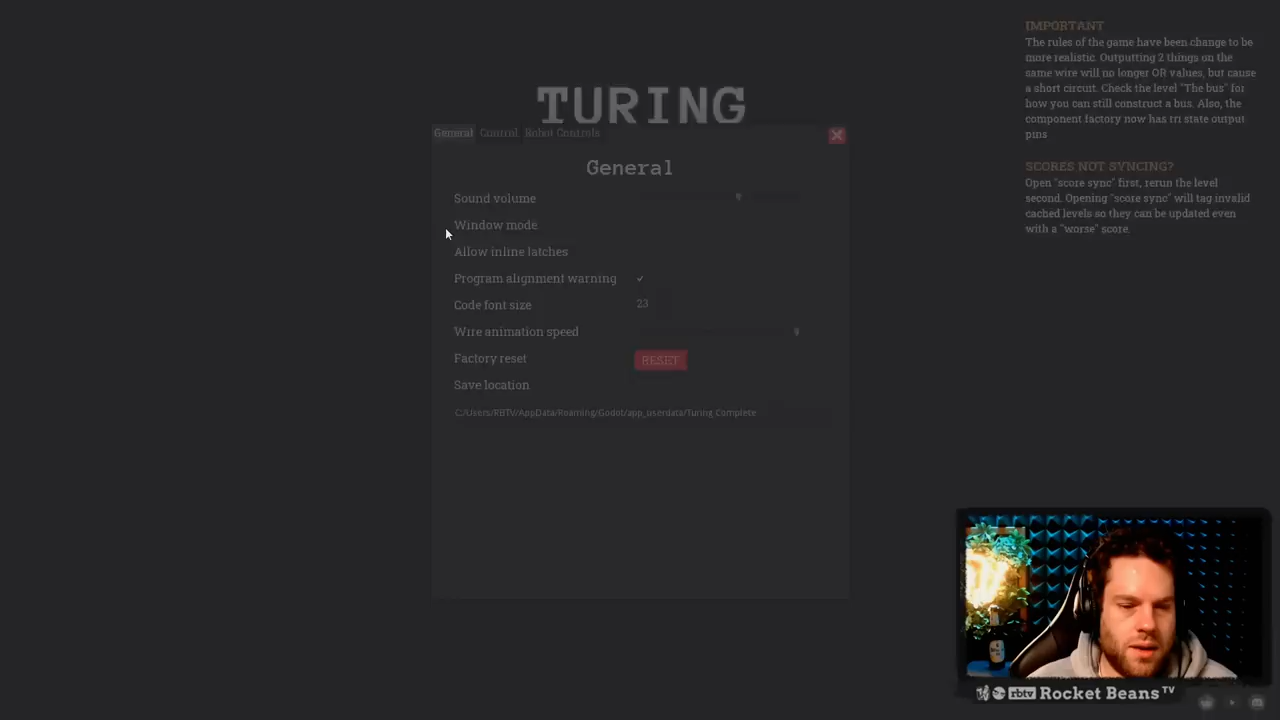 IMPORTANT
The rules of the game have been change to be
more realistic. Outputting 2 things on the
same wire will no longer OR values, but cause
a short circuit. Check the level "The bus" for
how you can still construct a bus. Also, the
component factory now has tri state output
pins
SCORES NOT SYNCING?
Open "score sync" first, rerun the level
second. Opening "score sync" will tag invalid
cached levels so they can be updated even
with a "worse" score.
TURING
General Control Robot Controls
General
Sound volume
Window mode
Allow inline latches
Program alignment warning
Code font size 23
Wire animation speed
Factory reset RESET
Save location
C:/Users/RBTV/AppData/Roaming/Godot/app_userdata/Turing Complete
rbtv Rocket Beans TV